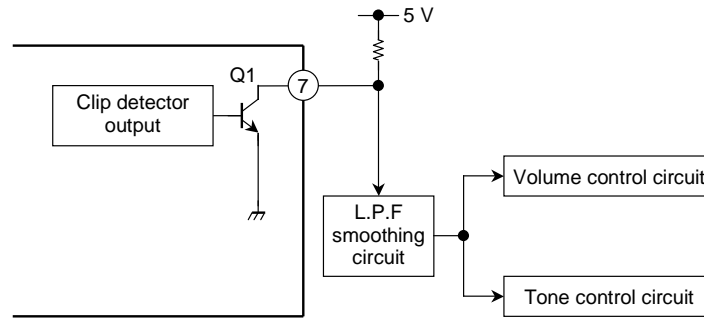 5 V
Q1
7
Clip detector
output
L.P.F
smoothing
circuit
Volume control circuit
Tone control circuit